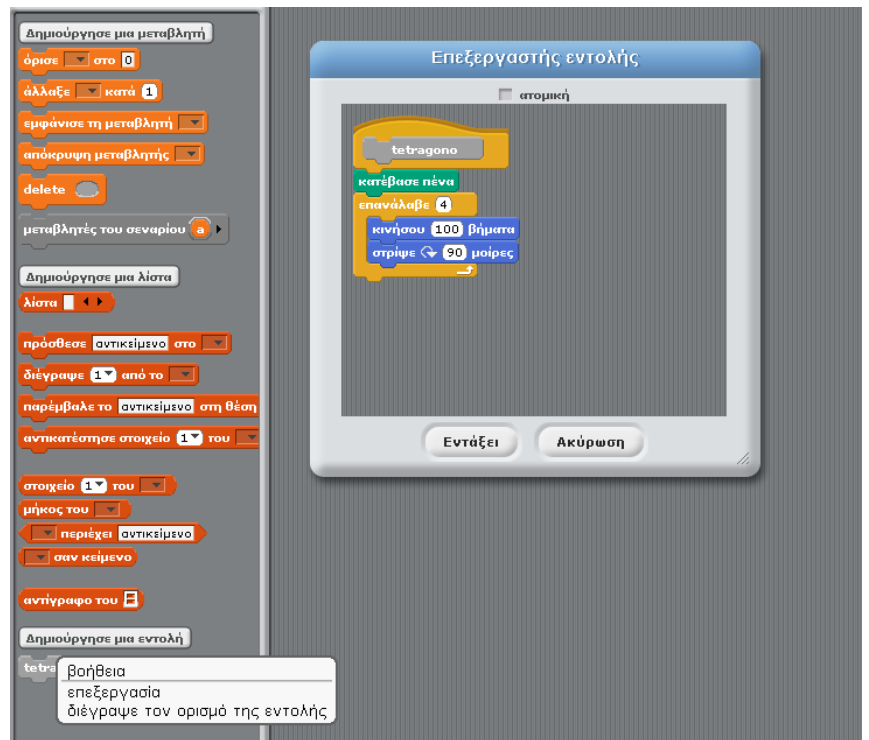 Δημιούργησε μια μεταβλητή
όρισε στο 0
άλλαξε κατά 1
εμφάνισε τη μεταβλητή
απόκρυψη μεταβλητής
delete
μεταβλητές του σεναρίου a
Δημιούργησε μια λίστα
λίστα
πρόσθεσε αντικείμενο στο
διέγραψε 1 από το
παρέμβαλε το αντικείμενο στη θέση
αντικατέστησε στοιχείο 1 του
στοιχείο 1 του
μήκος του
περιέχει αντικείμενο
σαν κείμενο
αντίγραφο του
Δημιούργησε μια εντολή
tetra
βοήθεια
επεξεργασία
διέγραψε τον ορισμό της εντολής
Επεξεργαστής εντολής
ατομική
tetragono
κατέβασε πένα
επανάλαβε 4
κινήσου 100 βήματα
στρίψε 90 μοίρες
Εντάξει
Ακύρωση